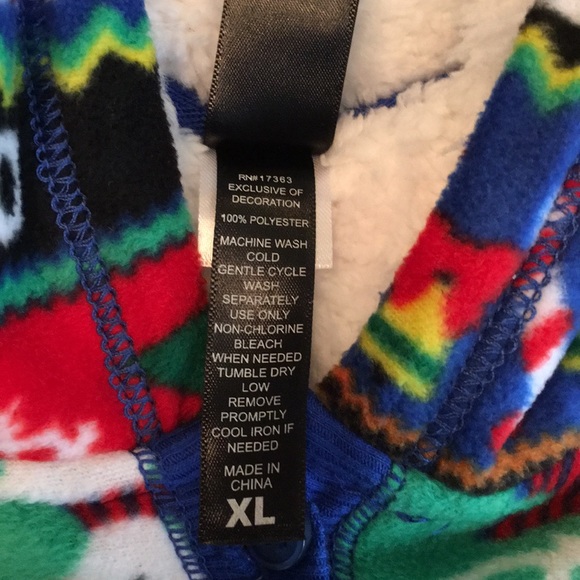 RN#17363
EXCLUSIVE OF
DECORATION
100% POLYESTER
MACHINE WASH
COLD
GENTLE CYCLE
WASH
SEPARATELY
USE ONLY
NON-CHLORINE
BLEACH
WHEN NEEDED
TUMBLE DRY
LOW
REMOVE
PROMPTLY
COOL IRON IF
NEEDED
MADE IN
CHINA
XL